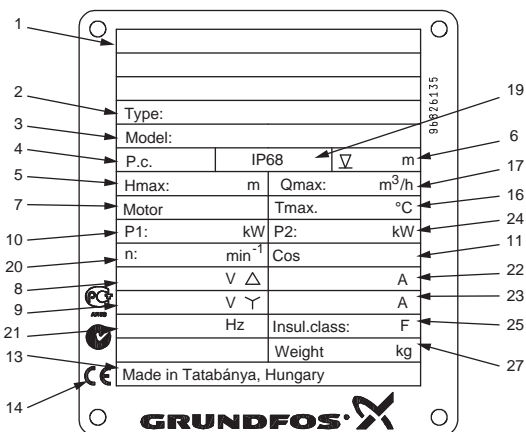 1
2 Type: 96826135
3 Model: 19
4 P.c. IP68 m 6
5 Hmax: m Qmax: m³/h 17
7 Motor Tmax. °C 16
10 P1: kW P2: kW 24
20 n: min⁻¹ Cos 11
8 V △ A 22
9 V A 23
21 Hz Insul.class: F 25
Weight kg 27
13 Made in Tatabánya, Hungary
14 CE
GRUNDFOS